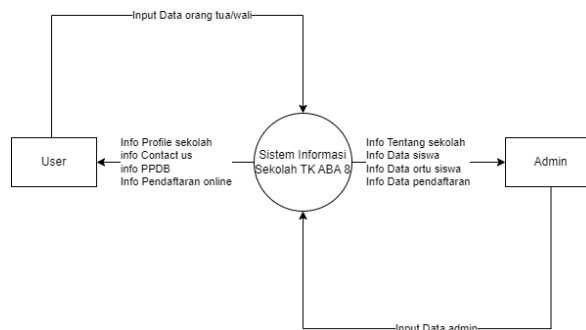 Input Data orang tua/wali
User
Info Profile sekolah
info Contact us
info PPDB
Info Pendaftaran online
Sistem Informasi
Sekolah TK ABA 8
Info Tentang sekolah
Info Data siswa
Info Data ortu siswa
Info Data pendaftaran
Admin
Input Data admin